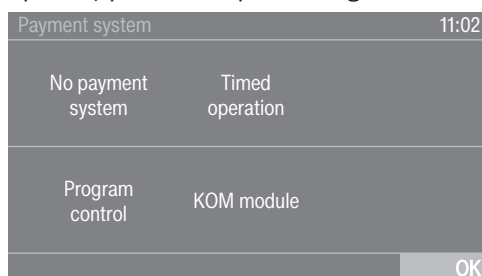 Payment system 11:02
No payment Timed
system operation
Program KOM module
control
OK